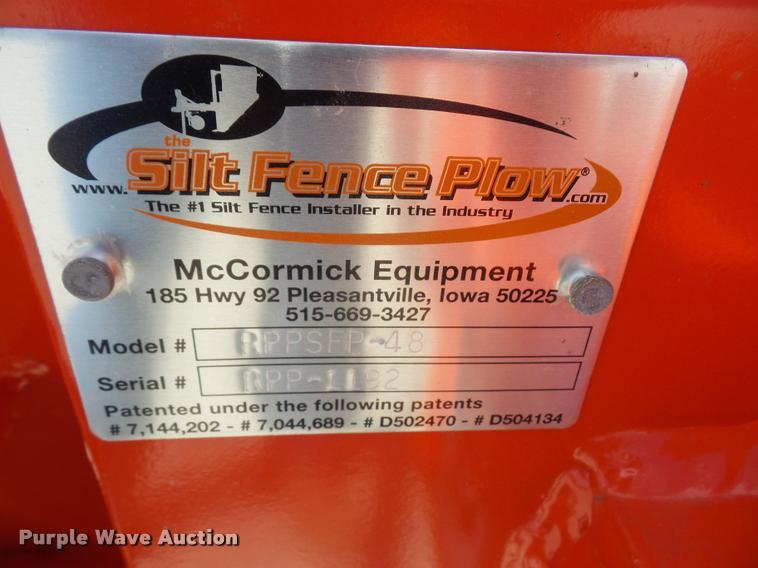 the
www.Silt Fence Plow®.com
The #1 Silt Fence Installer in the Industry
McCormick Equipment
185 Hwy 92 Pleasantville, Iowa 50225
515-669-3427
Model # RPPSFP-48
Serial # RPP-1192
Patented under the following patents
# 7,144,202 - # 7,044,689 - # D502470 - # D504134
Purple Wave Auction